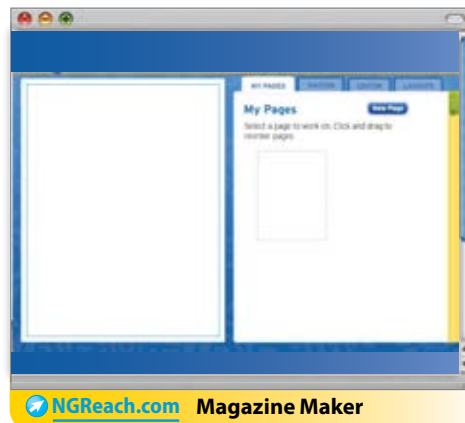 MY PAGES
My Pages
New Page
Select a page to work on. Click and drag to
reorder pages.
NGReach.com Magazine Maker